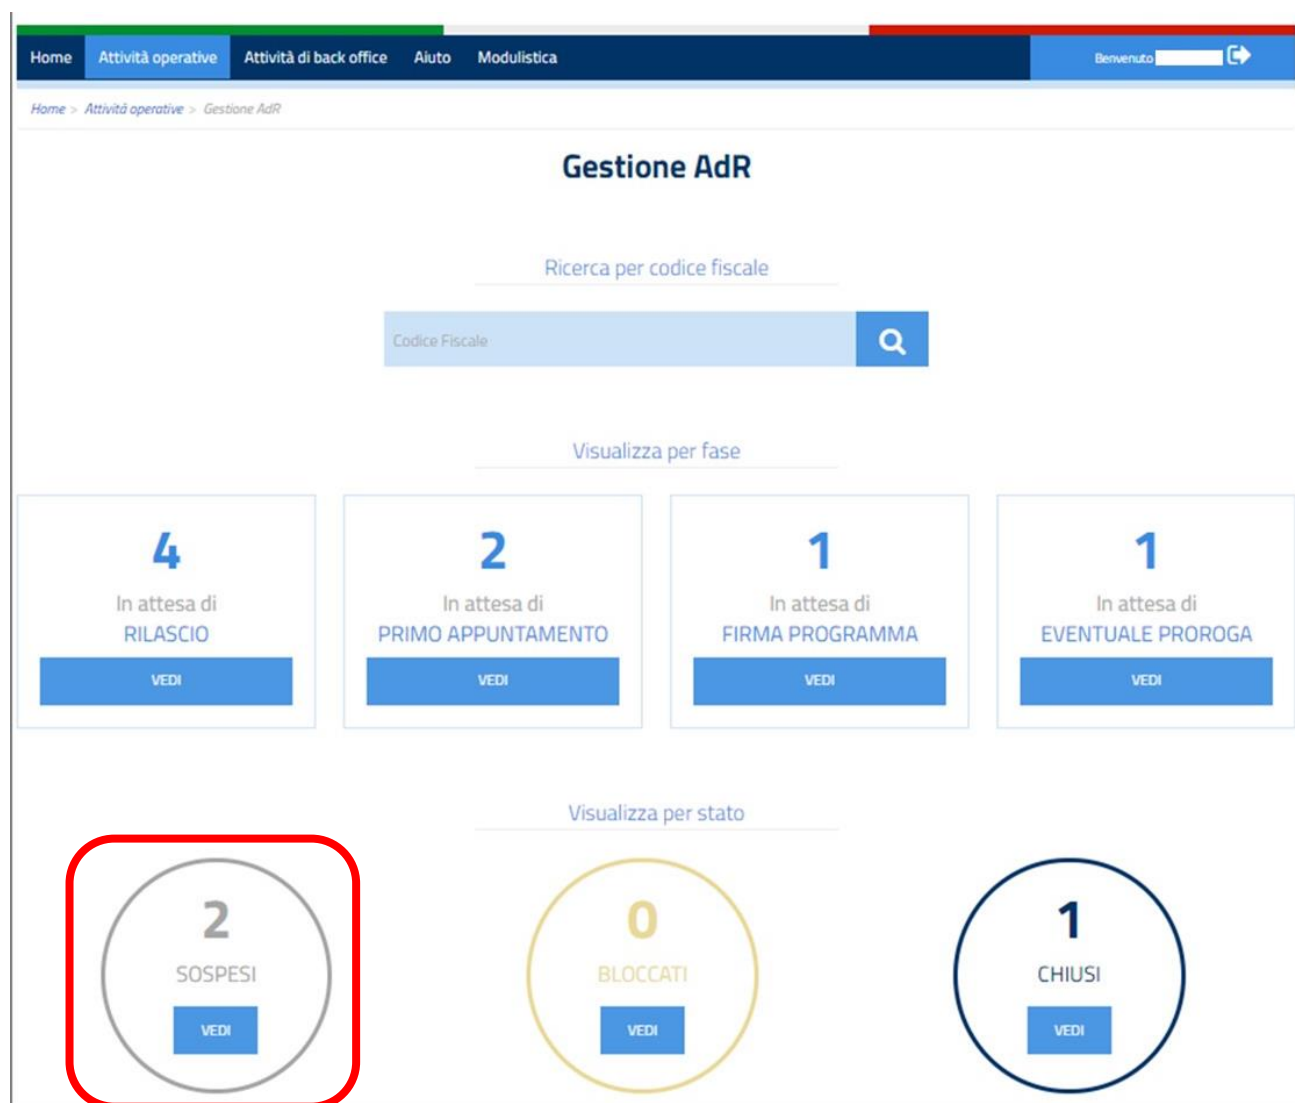 Home Attività operative Attività di back office Aiuto Modulistica Benvenuto
Home > Attività operative > Gestione AdR
Gestione AdR
Ricerca per codice fiscale
Codice Fiscale
Visualizza per fase
4 2 1 1
In attesa di In attesa di In attesa di In attesa di
RILASCIO PRIMO APPUNTAMENTO FIRMA PROGRAMMA EVENTUALE PROROGA
VEDI VEDI VEDI VEDI
Visualizza per stato
2 0 1
SOSPESI BLOCCATI CHIUSI
VEDI VEDI VEDI